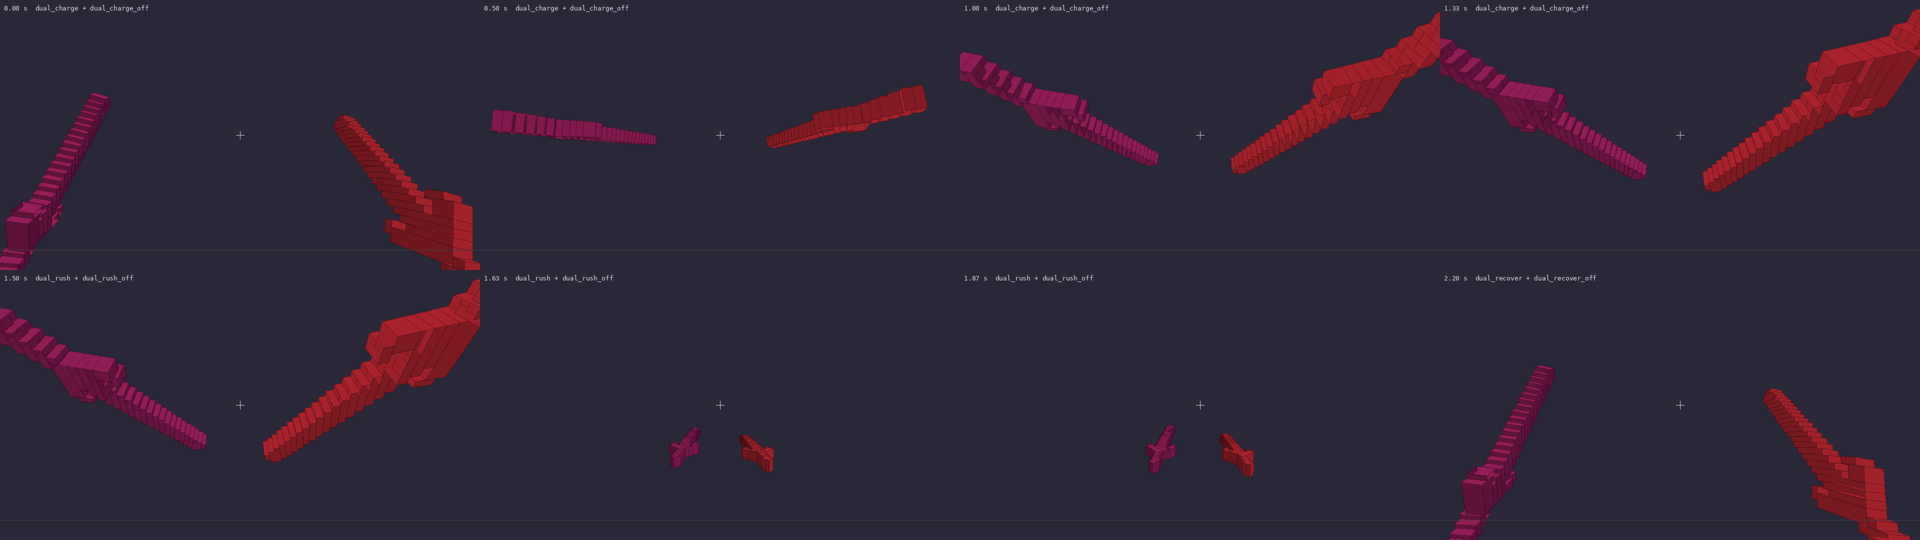 0.00 s  dual_charge + dual_charge_off
0.50 s  dual_charge + dual_charge_off
1.00 s  dual_charge + dual_charge_off
1.33 s  dual_charge + dual_charge_off
1.50 s  dual_rush + dual_rush_off
1.63 s  dual_rush + dual_rush_off
1.87 s  dual_rush + dual_rush_off
2.20 s  dual_recover + dual_recover_off